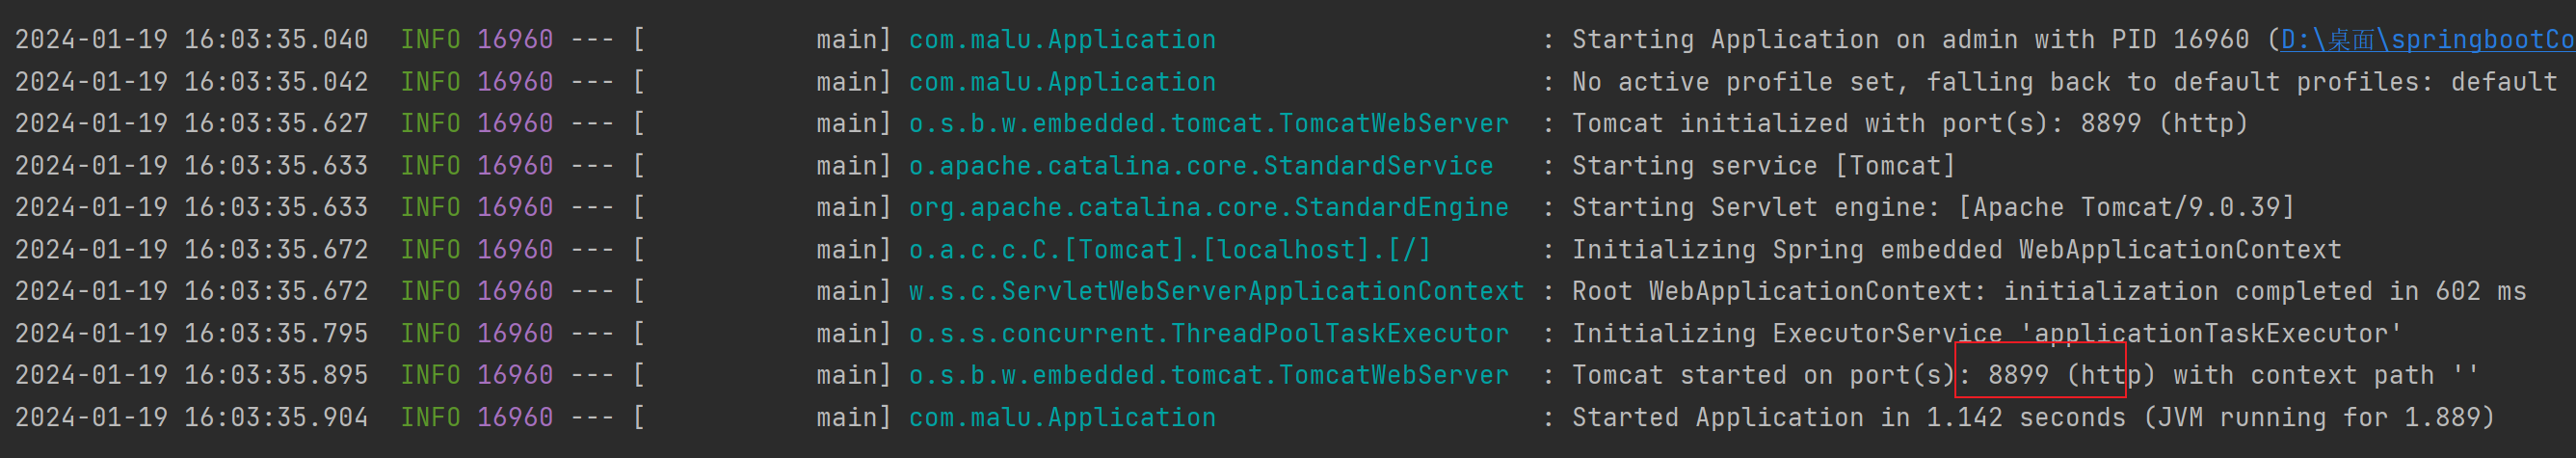 2024-01-19 16:03:35.040  INFO 16960 --- [           main] com.malu.Application                     : Starting Application on admin with PID 16960 (D:\桌面\springbootCo
2024-01-19 16:03:35.042  INFO 16960 --- [           main] com.malu.Application                     : No active profile set, falling back to default profiles: default
2024-01-19 16:03:35.627  INFO 16960 --- [           main] o.s.b.w.embedded.tomcat.TomcatWebServer  : Tomcat initialized with port(s): 8899 (http)
2024-01-19 16:03:35.633  INFO 16960 --- [           main] o.apache.catalina.core.StandardService   : Starting service [Tomcat]
2024-01-19 16:03:35.633  INFO 16960 --- [           main] org.apache.catalina.core.StandardEngine  : Starting Servlet engine: [Apache Tomcat/9.0.39]
2024-01-19 16:03:35.672  INFO 16960 --- [           main] o.a.c.c.C.[Tomcat].[localhost].[/]       : Initializing Spring embedded WebApplicationContext
2024-01-19 16:03:35.672  INFO 16960 --- [           main] w.s.c.ServletWebServerApplicationContext : Root WebApplicationContext: initialization completed in 602 ms
2024-01-19 16:03:35.795  INFO 16960 --- [           main] o.s.s.concurrent.ThreadPoolTaskExecutor  : Initializing ExecutorService 'applicationTaskExecutor'
2024-01-19 16:03:35.895  INFO 16960 --- [           main] o.s.b.w.embedded.tomcat.TomcatWebServer  : Tomcat started on port(s): 8899 (http) with context path ''
2024-01-19 16:03:35.904  INFO 16960 --- [           main] com.malu.Application                     : Started Application in 1.142 seconds (JVM running for 1.889)